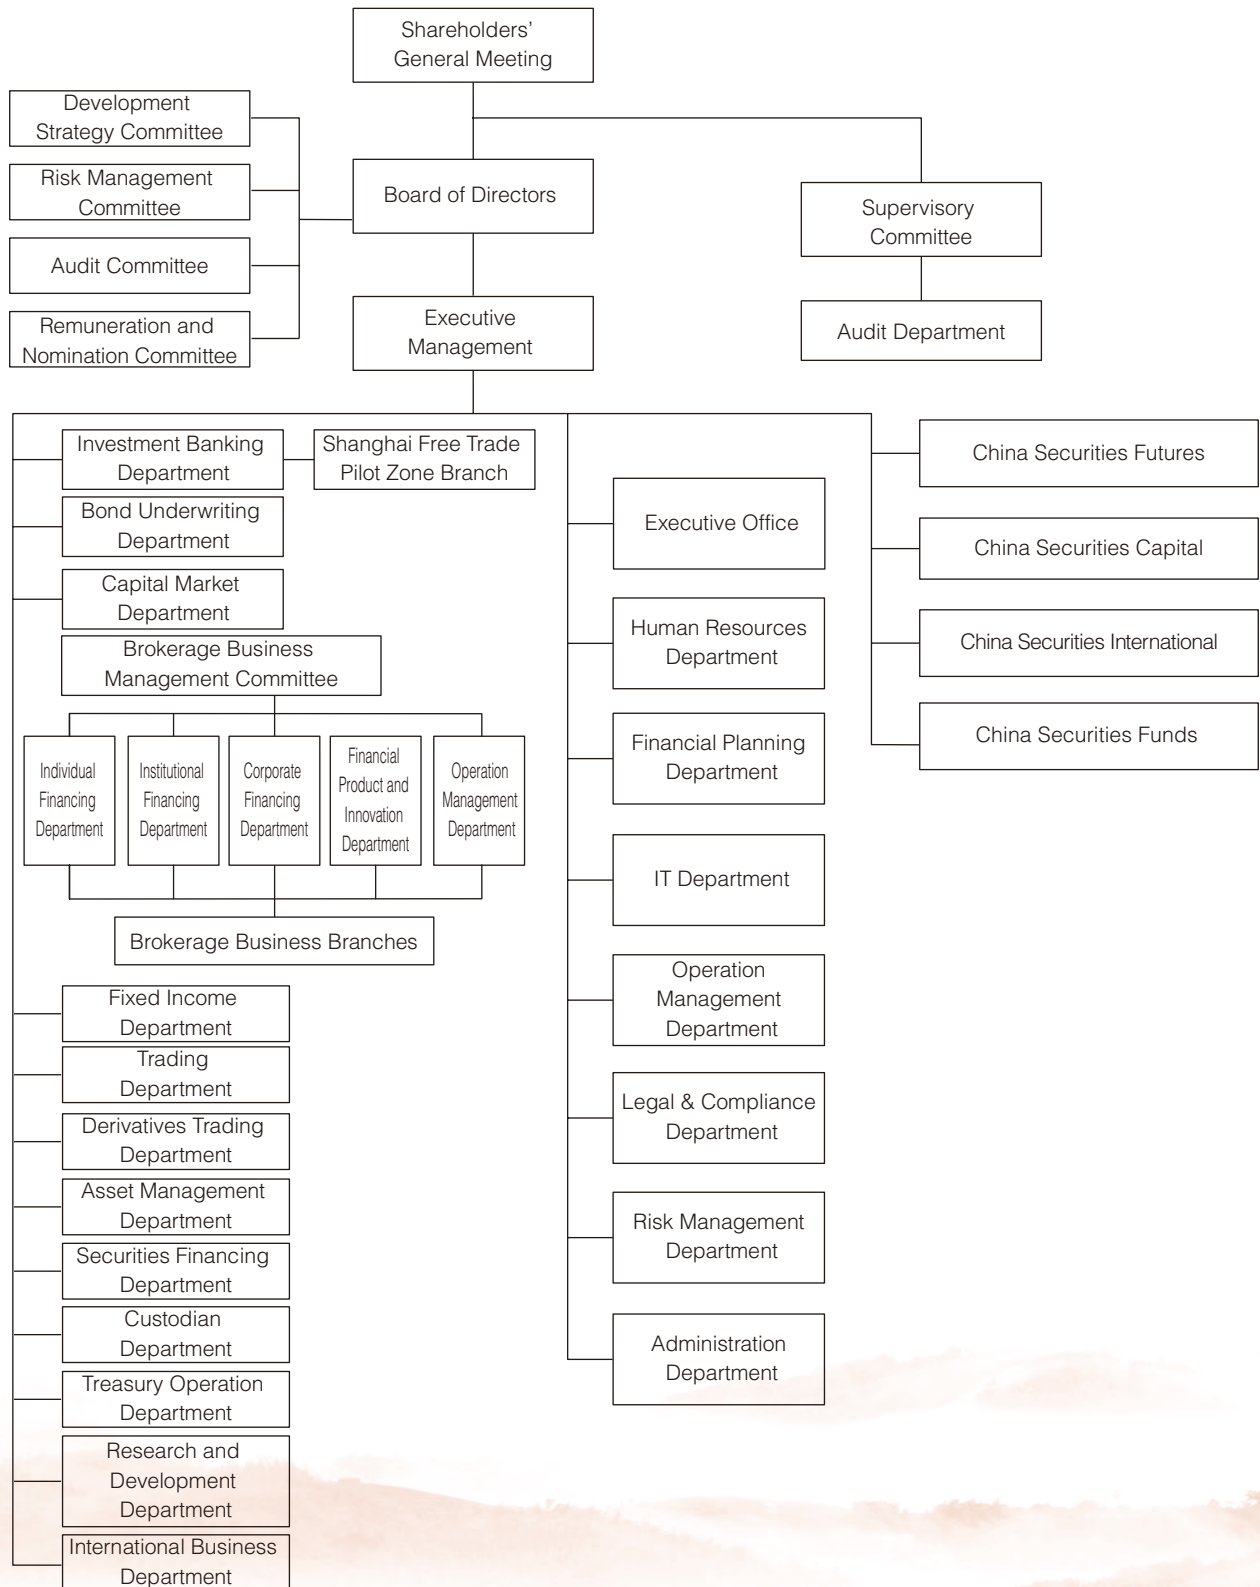 Shareholders’
General Meeting
Development
Strategy Committee
Risk Management
Committee
Audit Committee
Remuneration and
Nomination Committee
Board of Directors
Executive
Management
Supervisory
Committee
Audit Department
Investment Banking
Department
Shanghai Free Trade
Pilot Zone Branch
Bond Underwriting
Department
Capital Market
Department
Brokerage Business
Management Committee
Individual
Financing
Department
Institutional
Financing
Department
Corporate
Financing
Department
Financial
Product and
Innovation
Department
Operation
Management
Department
Brokerage Business Branches
Fixed Income
Department
Trading
Department
Derivatives Trading
Department
Asset Management
Department
Securities Financing
Department
Custodian
Department
Treasury Operation
Department
Research and
Development
Department
International Business
Department
Executive Office
Human Resources
Department
Financial Planning
Department
IT Department
Operation
Management
Department
Legal & Compliance
Department
Risk Management
Department
Administration
Department
China Securities Futures
China Securities Capital
China Securities International
China Securities Funds